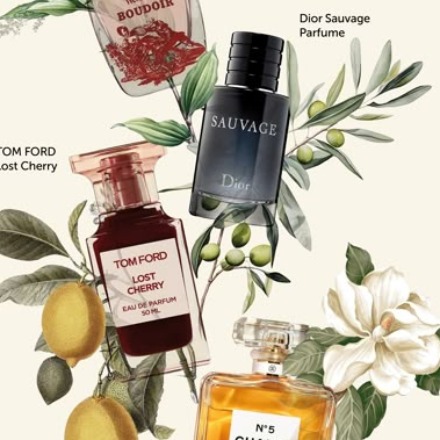 BOUDOIR
Dior Sauvage
Parfume
SAUVAGE
Dior
TOM FORD
Lost Cherry
TOM FORD
LOST
CHERRY
EAU DE PARFUM
50 ML
N°5